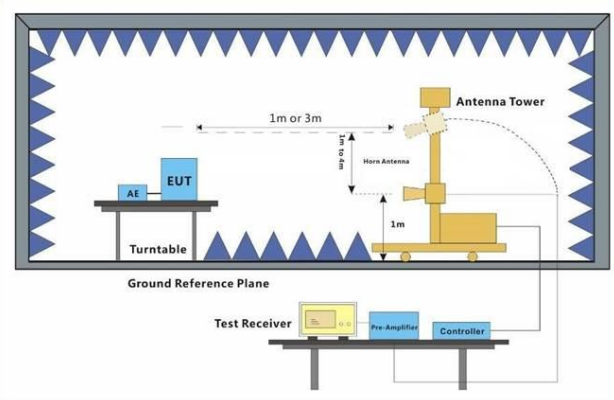 1m or 3m
Antenna Tower
1m to 4m
Horn Antenna
EUT
AE
1m
Turntable
Ground Reference Plane
Test Receiver
Pre-Amplifier
Controller